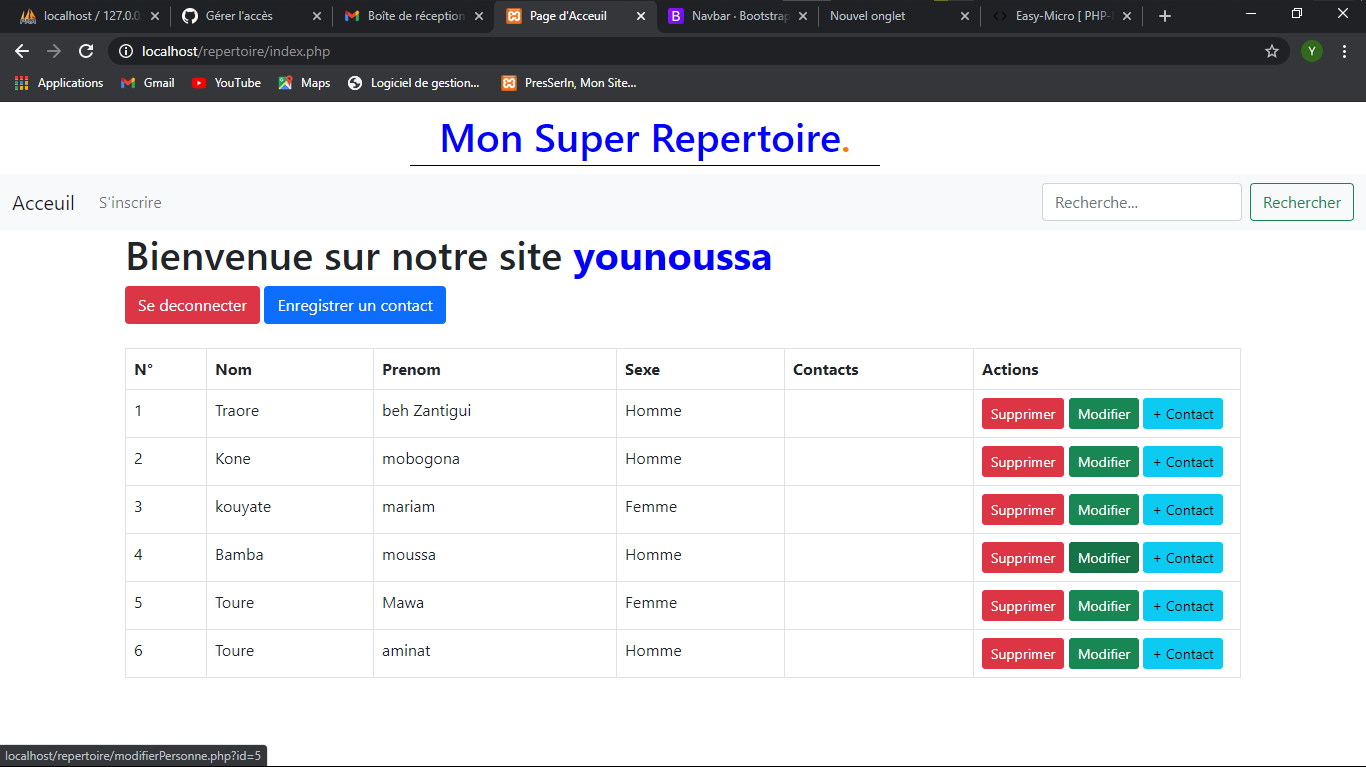 localhost / 127.0.0 Gérer l'accès Boîte de réception Page d'Acceuil Navbar · Bootstrap Nouvel onglet Easy-Micro [ PHP-
localhost/repertoire/index.php Y
Applications Gmail YouTube Maps Logiciel de gestion... PresSerIn, Mon Site...
Mon Super Repertoire.
Acceuil S'inscrire Recherche... Rechercher
Bienvenue sur notre site younoussa
Se deconnecter Enregistrer un contact
N° Nom Prenom Sexe Contacts Actions
1 Traore beh Zantigui Homme Supprimer Modifier + Contact
2 Kone mobogona Homme Supprimer Modifier + Contact
3 kouyate mariam Femme Supprimer Modifier + Contact
4 Bamba moussa Homme Supprimer Modifier + Contact
5 Toure Mawa Femme Supprimer Modifier + Contact
6 Toure aminat Homme Supprimer Modifier + Contact
localhost/repertoire/modifierPersonne.php?id=5